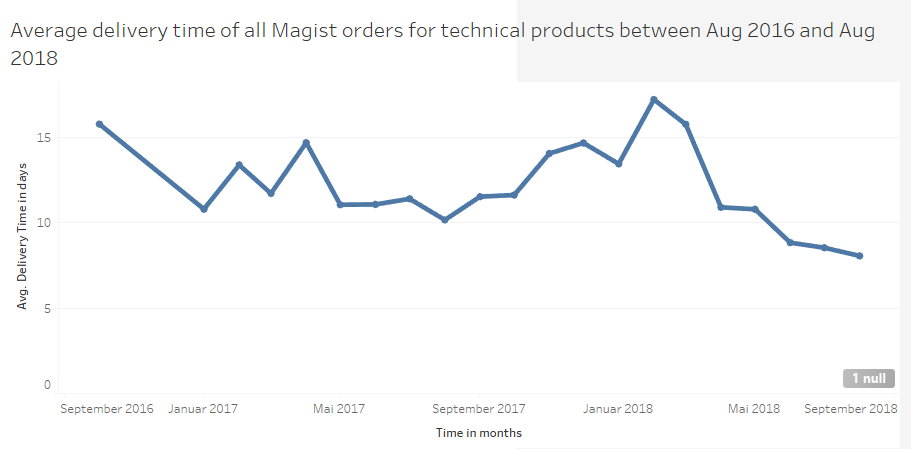 Average delivery time of all Magist orders for technical products between Aug 2016 and Aug
2018
15
10
5
0
Avg. Delivery Time in days
1 null
September 2016 Januar 2017 Mai 2017 September 2017 Januar 2018 Mai 2018 September 2018
Time in months